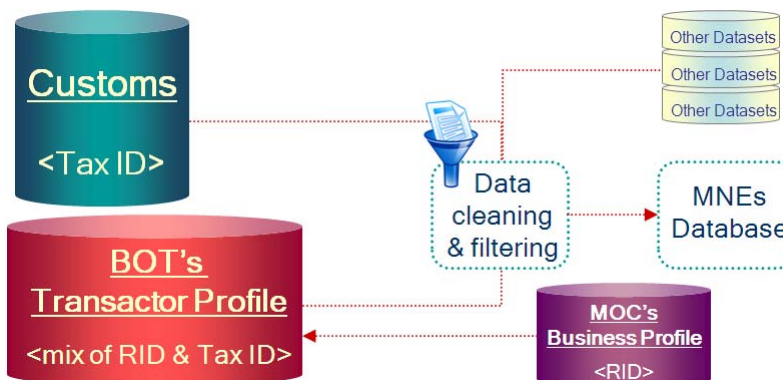 Customs
<Tax ID>
Other Datasets
Other Datasets
Other Datasets
Data
cleaning
& filtering
MNEs
Database
BOT's
Transactor Profile
<mix of RID & Tax ID>
MOC's
Business Profile
<RID>